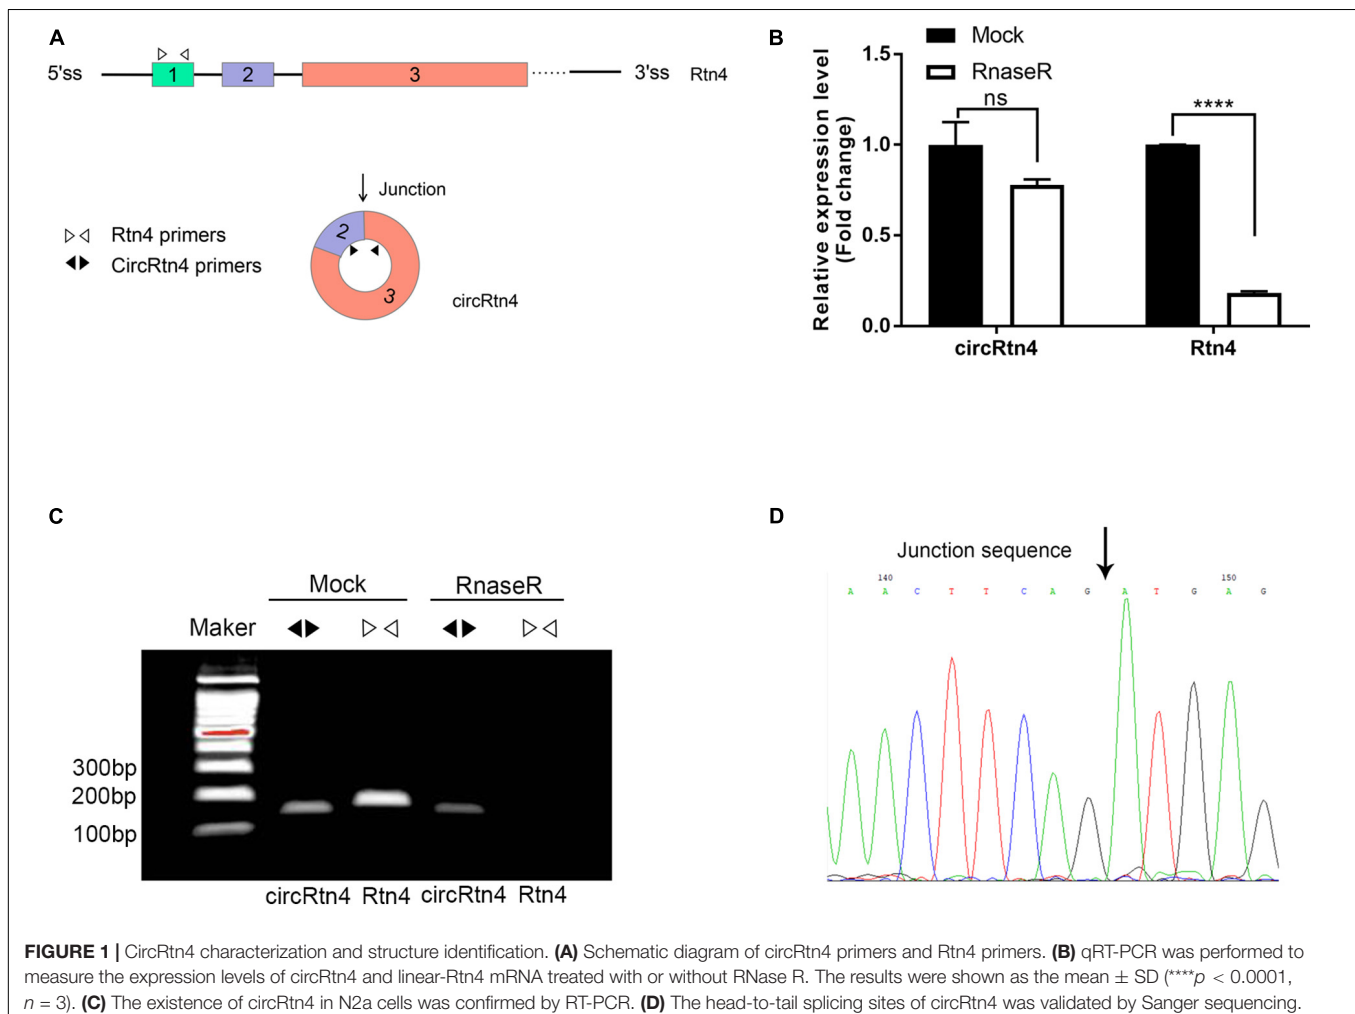 A
5'ss
1
2
3
3'ss
Rtn4
Junction
2
3
Rtn4 primers
CircRtn4 primers
circRtn4
B
Mock
RnaseR
Relative expression level
(Fold change)
1.5
1.0
0.5
0.0
ns
****
circRtn4
Rtn4
C
Mock
RnaseR
Maker
300bp
200bp
100bp
circRtn4 Rtn4 circRtn4 Rtn4
D
Junction sequence
140
150
A A C T T C A G A T G A G
FIGURE 1 | CircRtn4 characterization and structure identification. (A) Schematic diagram of circRtn4 primers and Rtn4 primers. (B) qRT-PCR was performed to
measure the expression levels of circRtn4 and linear-Rtn4 mRNA treated with or without RNase R. The results were shown as the mean ± SD (****p < 0.0001,
n = 3). (C) The existence of circRtn4 in N2a cells was confirmed by RT-PCR. (D) The head-to-tail splicing sites of circRtn4 was validated by Sanger sequencing.